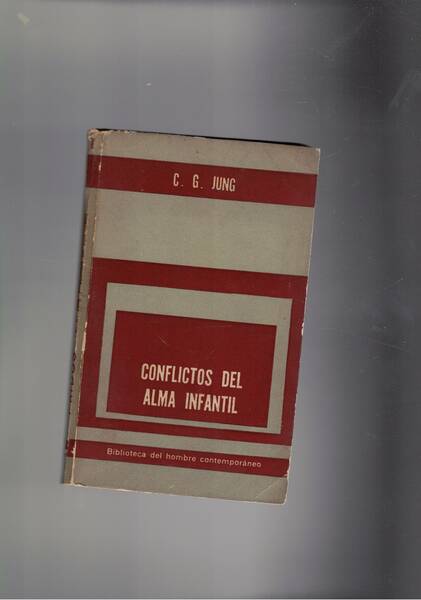 C. G. JUNG
CONFLICTOS DEL
ALMA INFANTIL
Biblioteca del hombre contemporáneo